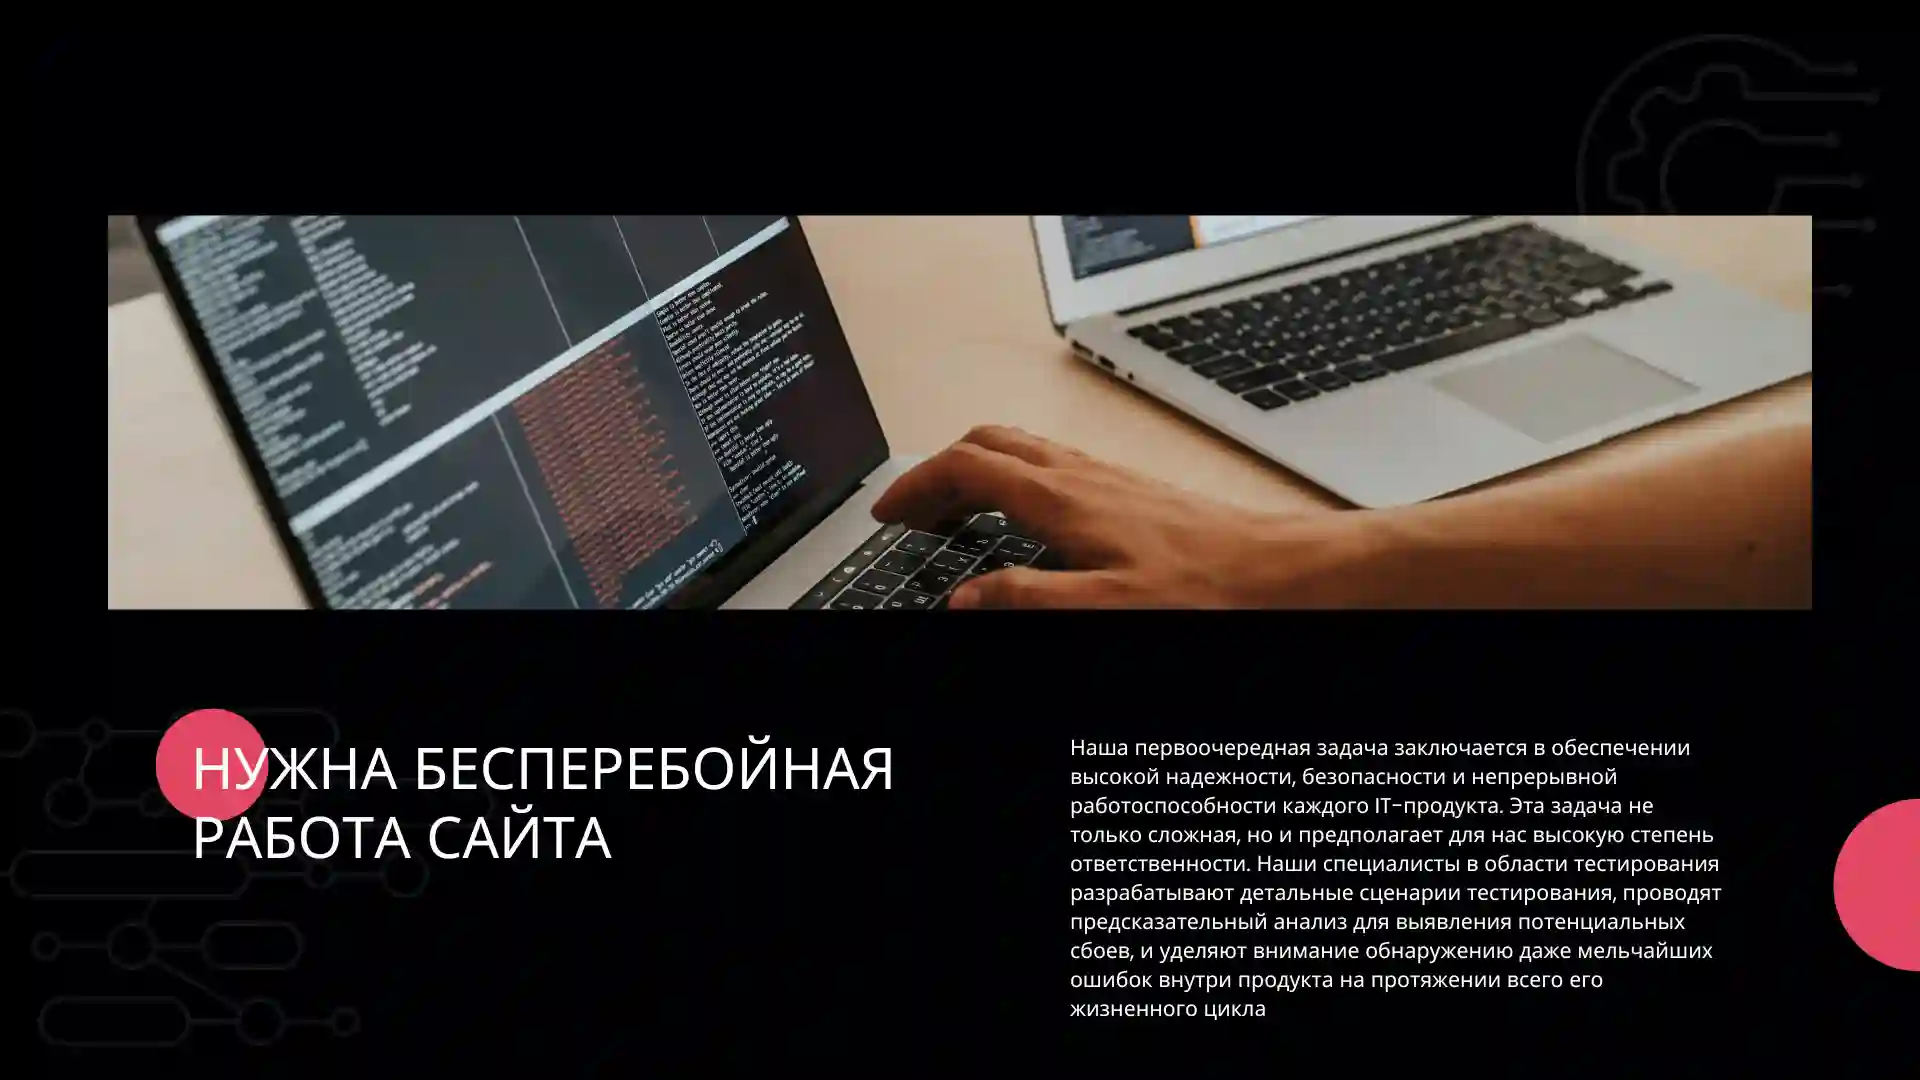 НУЖНА БЕСПЕРЕБОЙНАЯ
РАБОТА САЙТА
Наша первоочередная задача заключается в обеспечении
высокой надежности, безопасности и непрерывной
работоспособности каждого IT-продукта. Эта задача не
только сложная, но и предполагает для нас высокую степень
ответственности. Наши специалисты в области тестирования
разрабатывают детальные сценарии тестирования, проводят
предсказательный анализ для выявления потенциальных
сбоев, и уделяют внимание обнаружению даже мельчайших
ошибок внутри продукта на протяжении всего его
жизненного цикла